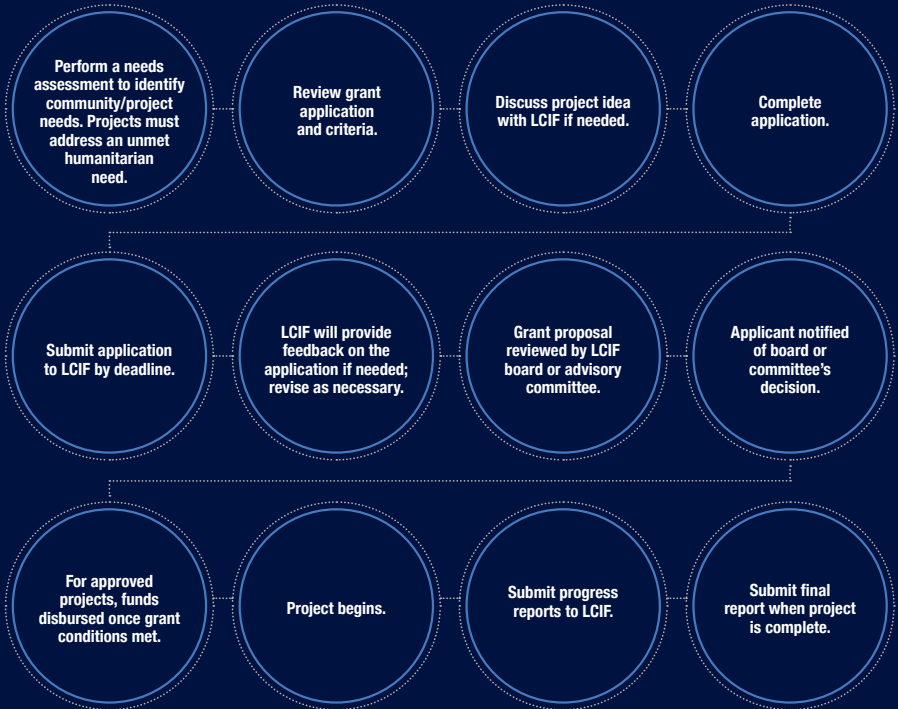 Perform a needs
assessment to identify
community/project
needs. Projects must
address an unmet
humanitarian
need.
Review grant
application
and criteria.
Discuss project idea
with LCIF if needed.
Complete
application.
Submit application
to LCIF by deadline.
LCIF will provide
feedback on the
application if needed;
revise as necessary.
Grant proposal
reviewed by LCIF
board or advisory
committee.
Applicant notified
of board or
committee’s
decision.
For approved
projects, funds
disbursed once grant
conditions met.
Project begins.
Submit progress
reports to LCIF.
Submit final
report when project
is complete.